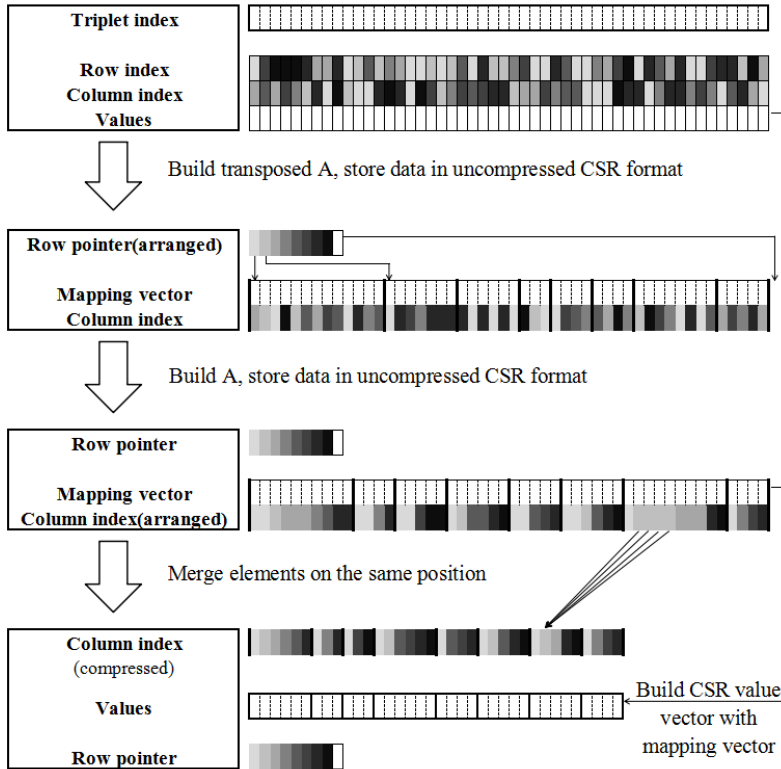 Triplet index
Row index
Column index
Values
Build transposed A, store data in uncompressed CSR format
Row pointer(arranged)
Mapping vector
Column index
Build A, store data in uncompressed CSR format
Row pointer
Mapping vector
Column index(arranged)
Merge elements on the same position
Column index
(compressed)
Values
Build CSR value
vector with
mapping vector
Row pointer